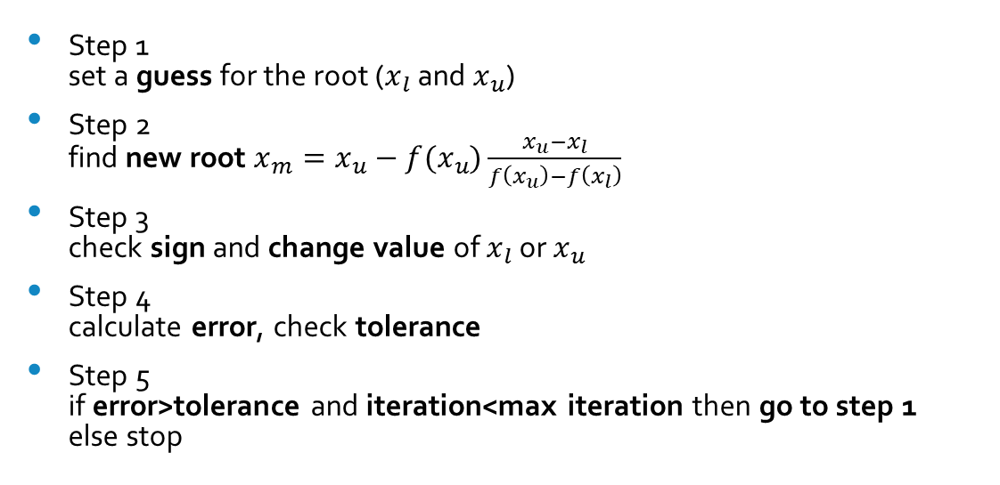 • Step 1
set a guess for the root (x_l and x_u)
• Step 2
find new root x_m = x_u − f(x_u) \frac{x_u−x_l}{f(x_u)−f(x_l)}
• Step 3
check sign and change value of x_l or x_u
• Step 4
calculate error, check tolerance
• Step 5
if error>tolerance and iteration<max iteration then go to step 1
else stop